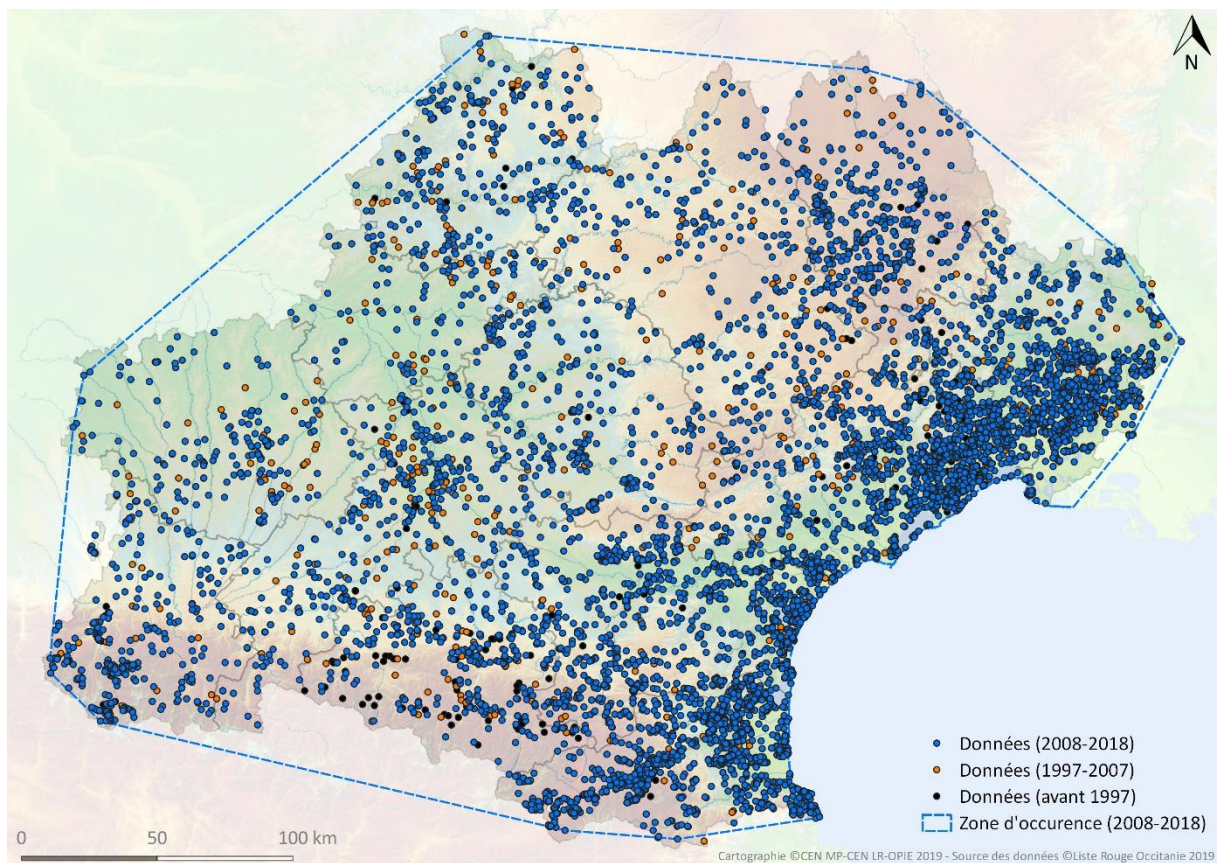 N
Données (2008-2018)
Données (1997-2007)
Données (avant 1997)
Zone d'occurence (2008-2018)
0 50 100 km
Cartographie ©CEN MP-CEN LR-OPIE 2019 - Source des données ©Liste Rouge Occitanie 2019